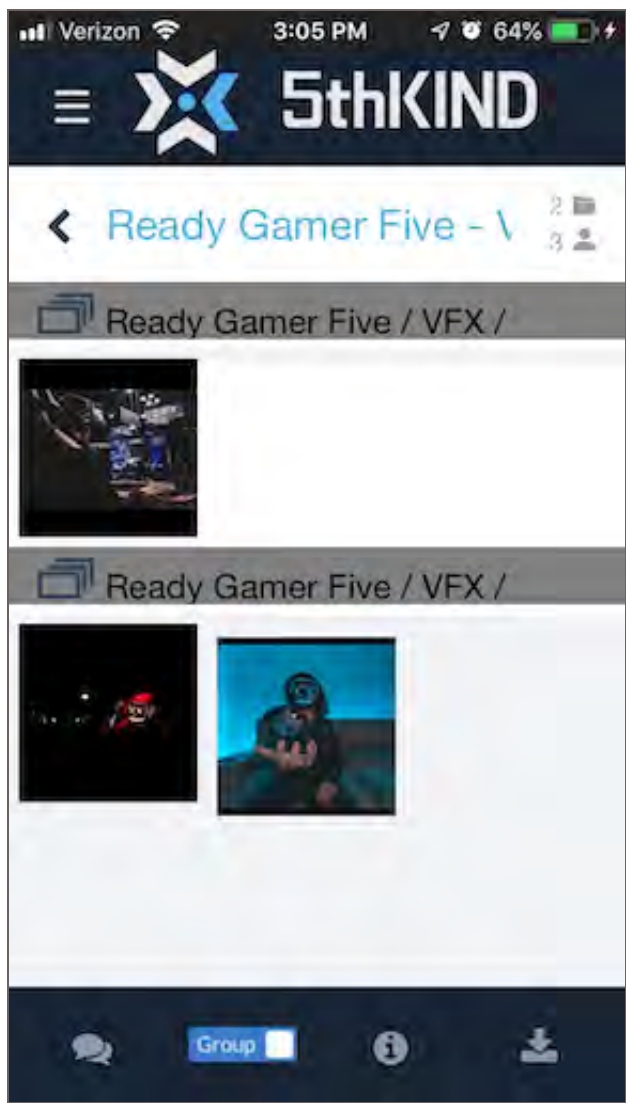 Verizon 3:05 PM 64%
5thKIND
Ready Gamer Five - \
2
3
Ready Gamer Five / VFX /
Ready Gamer Five / VFX /
Group